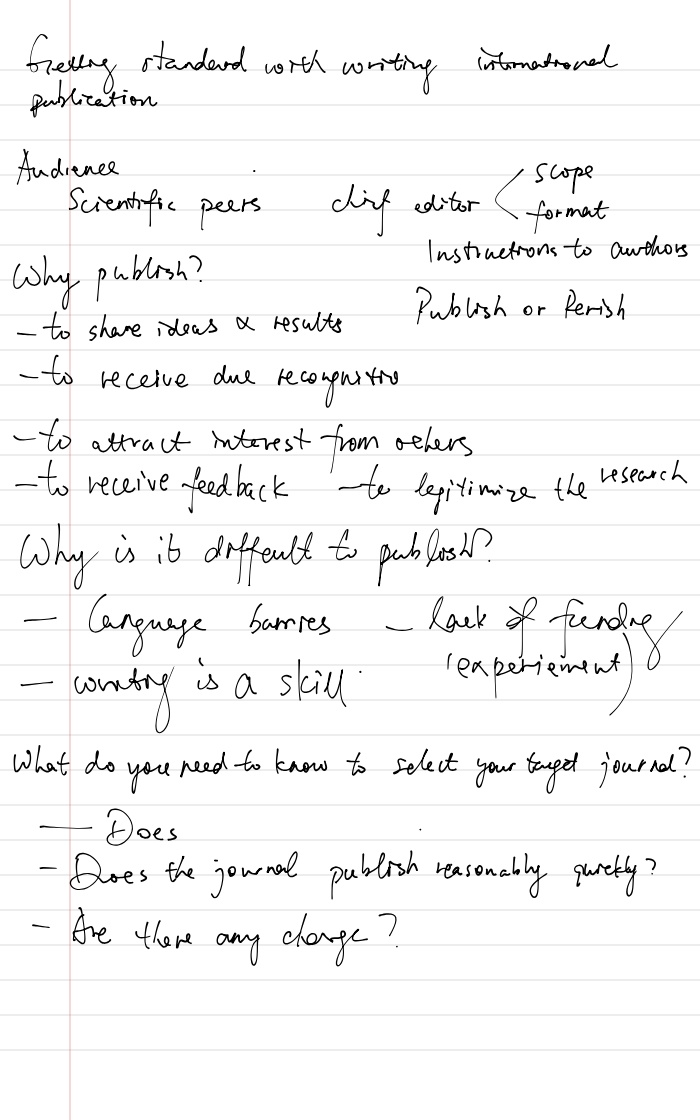 Getting standard with writing international
publication
Audience
Scientific peers chief editor
scope
format
Instructions to authors
Why publish?
Publish or Perish
- to share ideas & results
- to receive due recognitio
- to attract interest from others
- to receive feedback - to legitimize the research
Why is it difficult to publish?
- Language barries - lack of funding
(experiement)
- writing is a skill
What do you need to know to select your target journal?
- Does
- Does the journal publish reasonably quickly?
- Are there any charge?